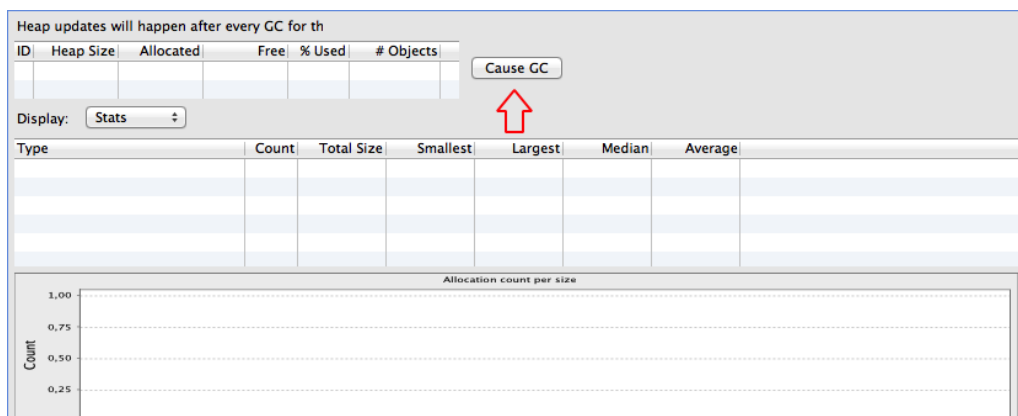 Heap updates will happen after every GC for th
ID Heap Size Allocated Free % Used # Objects
Cause GC
Display: Stats
Type Count Total Size Smallest Largest Median Average
Allocation count per size
1,00
0,75
0,50
0,25
Count